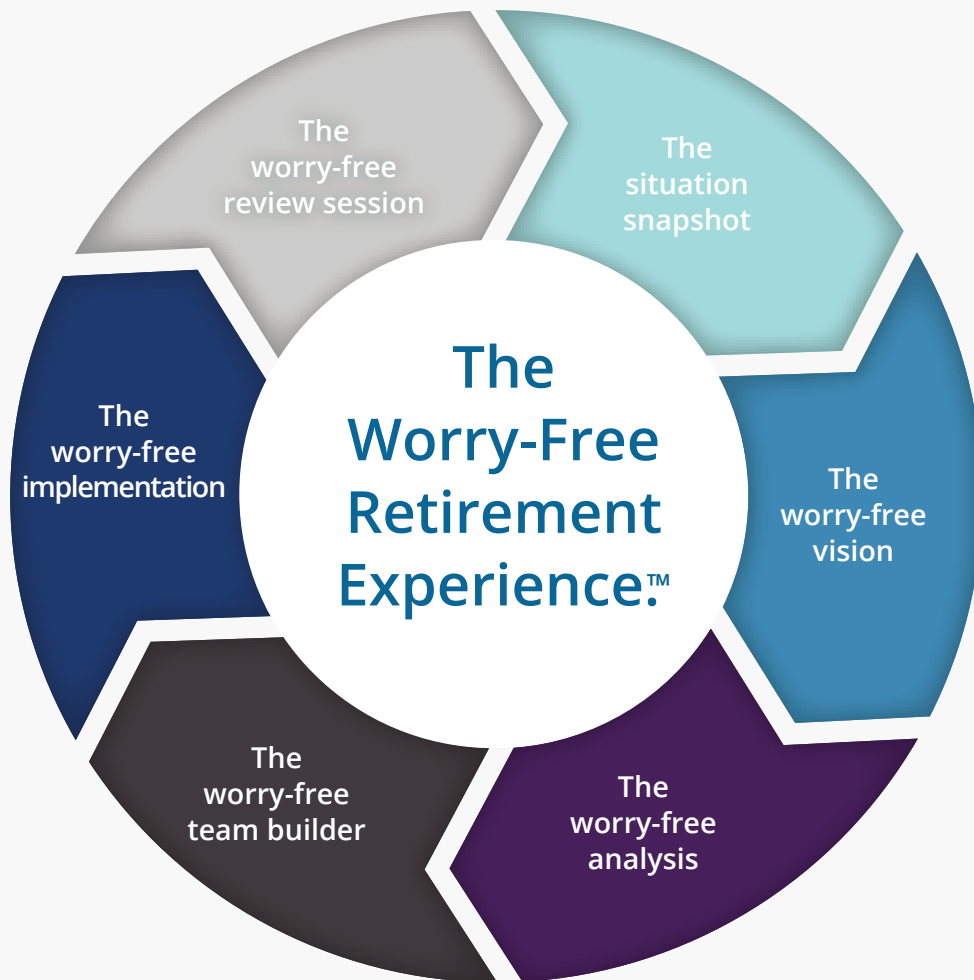 The
Worry-Free
Retirement
Experience.™
The
situation
snapshot
The
worry-free
vision
The
worry-free
analysis
The
worry-free
team builder
The
worry-free
implementation
The
worry-free
review session